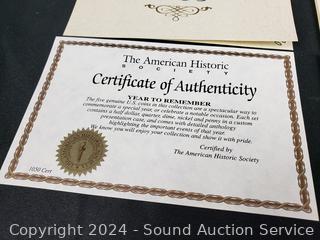 The American Historic
SOCIETY
Certificate of Authenticity
YEAR TO REMEMBER
The five genuine U.S. coins in this collection are a spectacular way to
commemorate a special year, or celebrates a notable occasion. Each set
contains a half dollar, quarter, dime, nickel and penny in a custom
presentation case, and comes with detailed anthology
highlighting the important events of that year.
We know you will enjoy your collection and show it with pride.
Certified by
The American Historic Society
1050 Cert
Copyright 2024 - Sound Auction Service